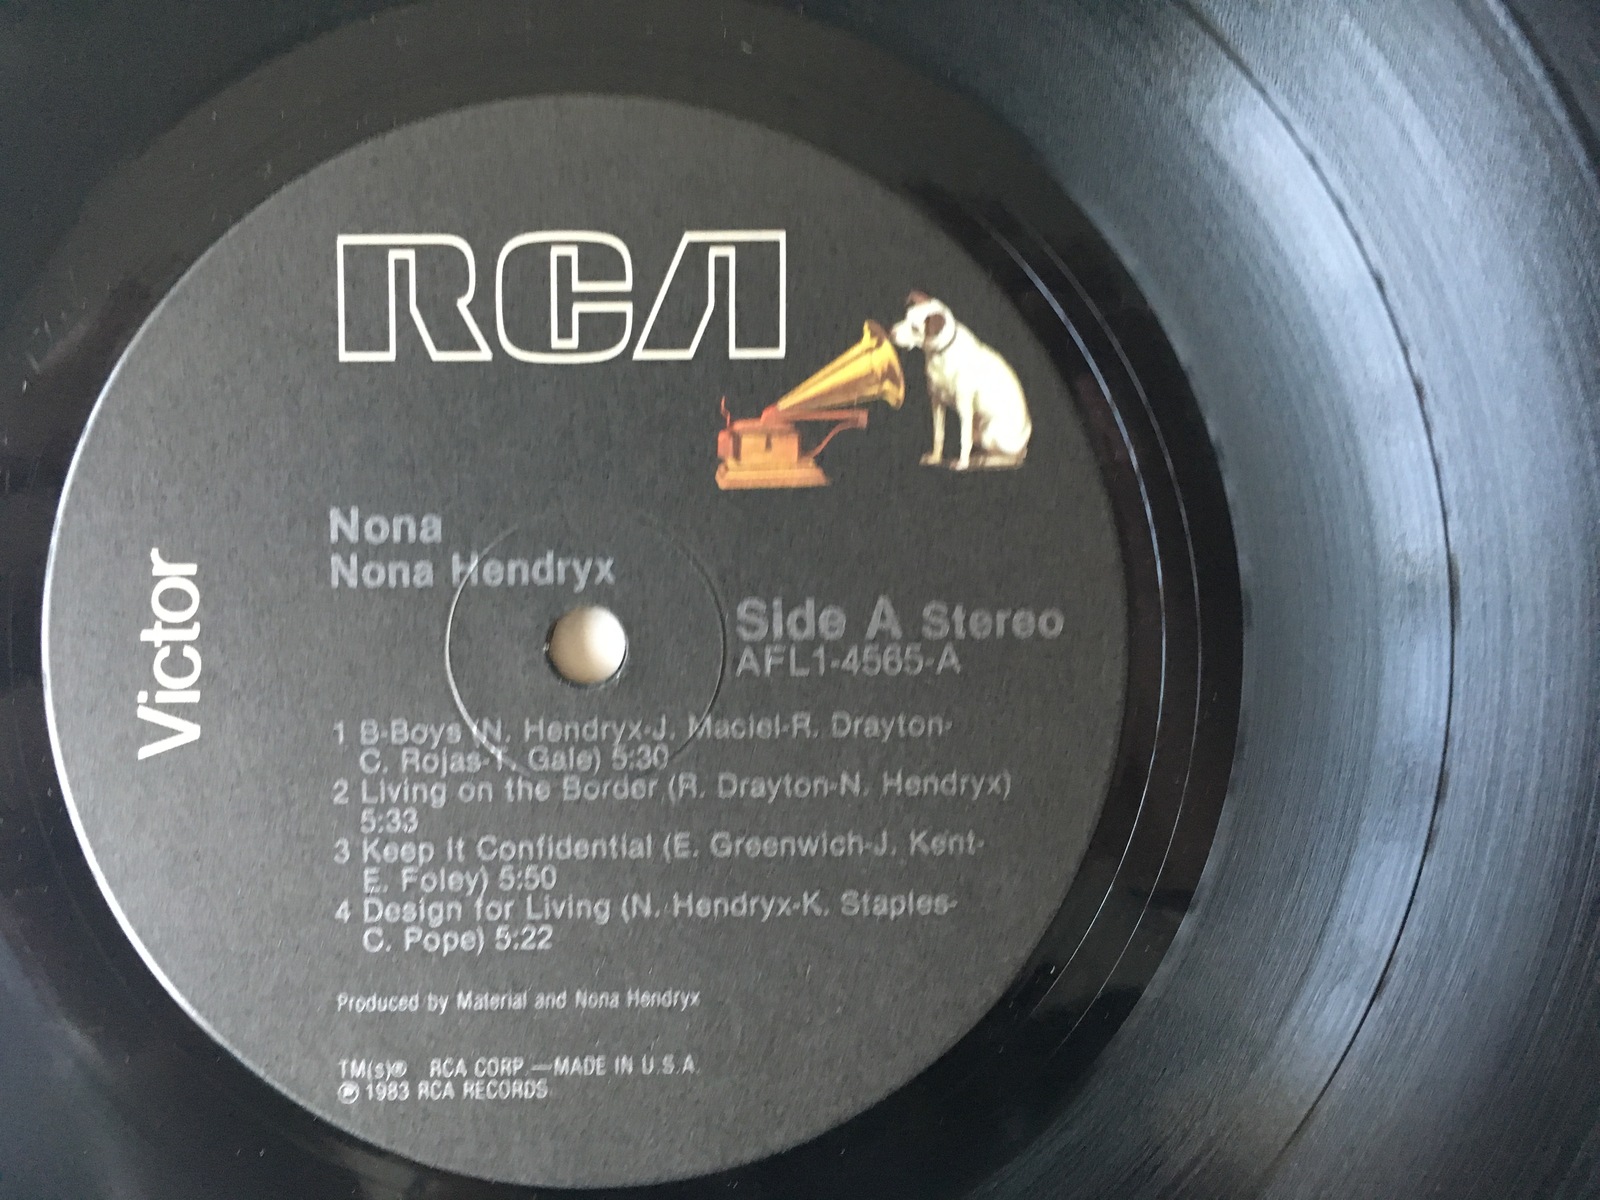 RCA
Victor
Nona
Nona Hendryx
Side A Stereo
AFL1-4565-A
1 B-Boys (N. Hendryx-J. Maciel-R. Drayton-
C. Rojas-T. Gale) 5:30
2 Living on the Border (R. Drayton-N. Hendryx)
5:33
3 Keep It Confidential (E. Greenwich-J. Kent-
E. Foley) 5:50
4 Design for Living (N. Hendryx-K. Staples-
C. Pope) 5:22
Produced by Material and Nona Hendryx
TM(s)® RCA CORP.—MADE IN U.S.A.
℗ 1983 RCA RECORDS